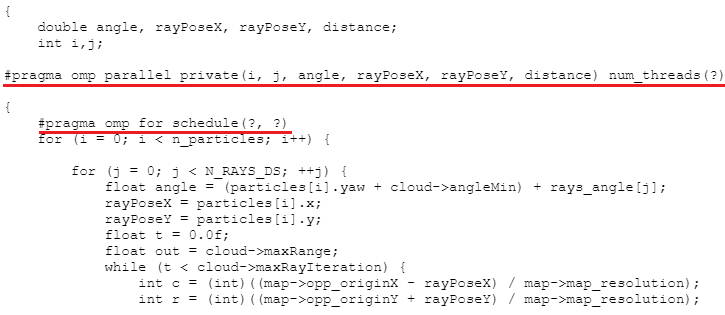 {
    double angle, rayPoseX, rayPoseY, distance;
    int i,j;
#pragma omp parallel private(i, j, angle, rayPoseX, rayPoseY, distance) num_threads(?)
{
    #pragma omp for schedule(?, ?)
    for (i = 0; i < n_particles; i++) {
        for (j = 0; j < N_RAYS_DS; ++j) {
            float angle = (particles[i].yaw + cloud->angleMin) + rays_angle[j];
            rayPoseX = particles[i].x;
            rayPoseY = particles[i].y;
            float t = 0.0f;
            float out = cloud->maxRange;
            while (t < cloud->maxRayIteration) {
                int c = (int)((map->opp_originX - rayPoseX) / map->map_resolution);
                int r = (int)((map->opp_originY + rayPoseY) / map->map_resolution);